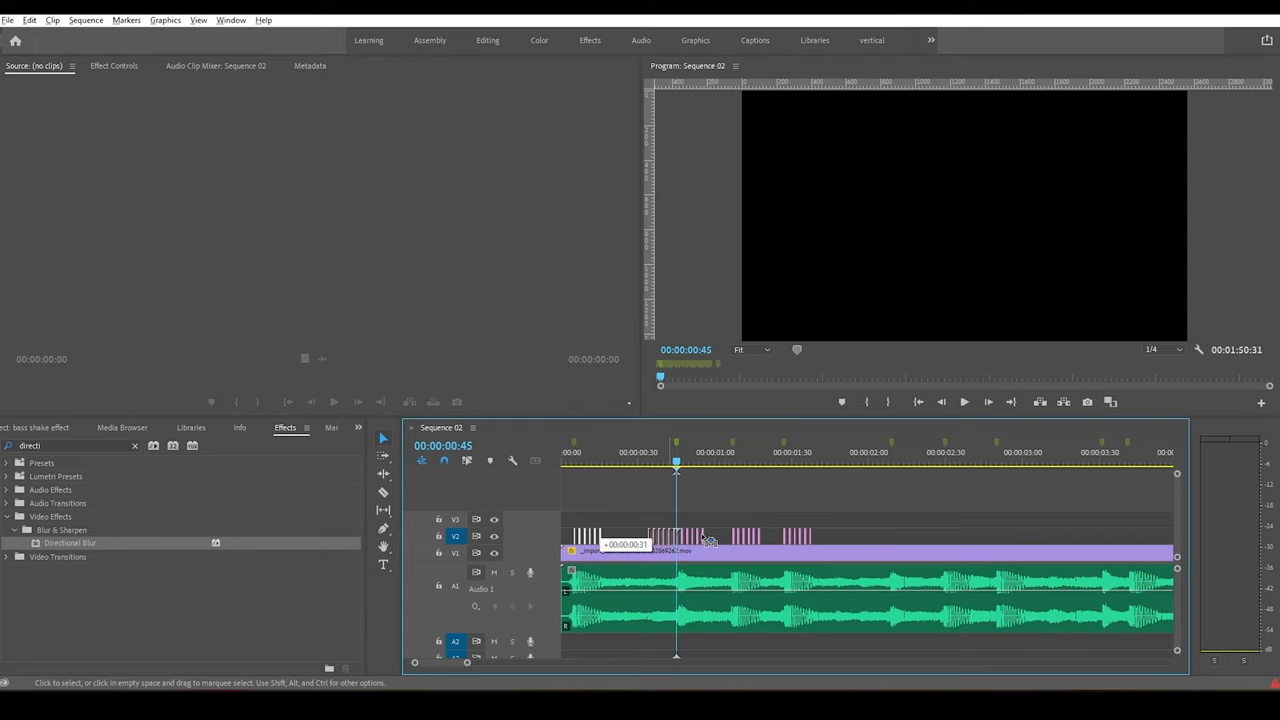 File Edit Clip Sequence Markers Graphics View Window Help
Learning Assembly Editing Color Effects Audio Graphics Captions Libraries vertical
Source: (no clips) Effect Controls Audio Clip Mixer: Sequence 02 Metadata
Program: Sequence 02
00:00:00:00 00:00:00:00
00:00:00:45 Fit 1/4 00:01:50:31
ect: bass shake effect Media Browser Libraries Info Effects Mar
directi
Presets
Lumetri Presets
Audio Effects
Audio Transitions
Video Effects
Blur & Sharpen
Directional Blur
Video Transitions
Sequence 02
00:00:00:45
:00:00 00:00:00:30 00:00:01:00 00:00:01:30 00:00:02:00 00:00:02:30 00:00:03:00 00:00:03:30 00:00
V3
V2
+00:00:00:31
V1
A1 M S
Audio 1
L
R
A2 M S
S S
dB
Click to select, or click in empty space and drag to marquee select. Use Shift, Alt, and Ctrl for other options.